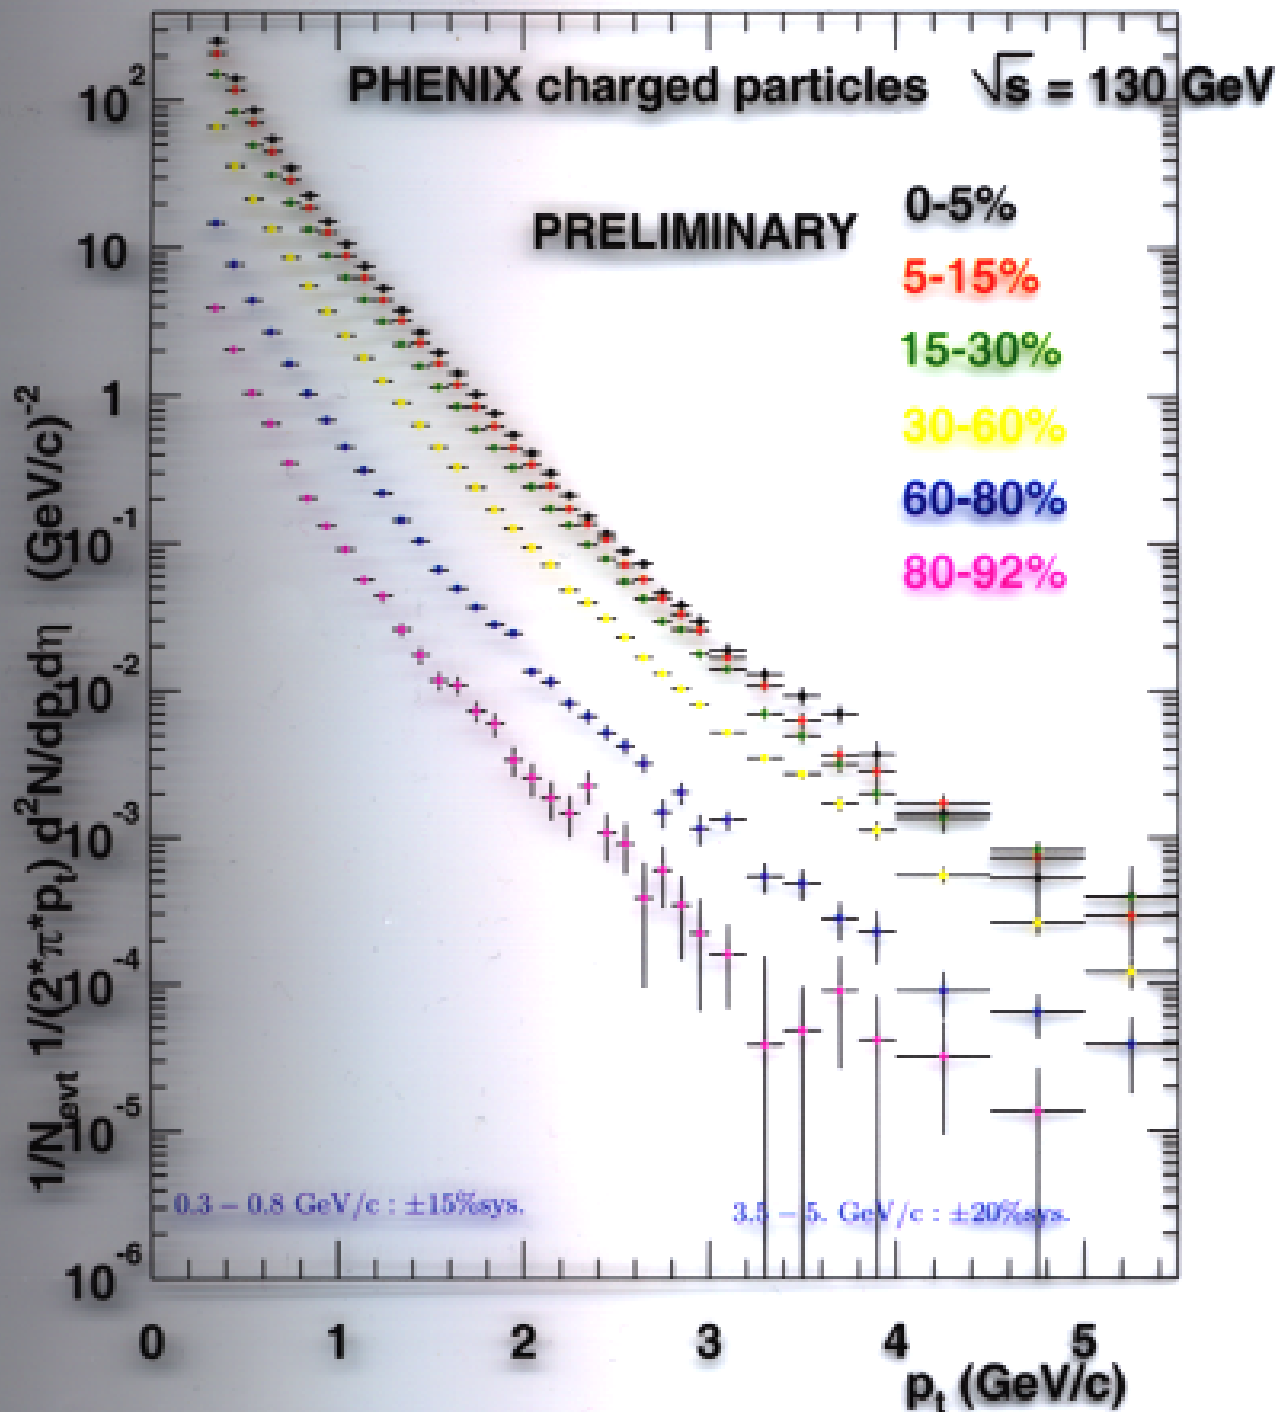 PHENIX charged particles √s = 130 GeV
PRELIMINARY
0-5%
5-15%
15-30%
30-60%
60-80%
80-92%
1/N_evt 1/(2*π*p_t) d²N/dp_t dη (GeV/c)⁻²
10²
10
1
10⁻¹
10⁻²
10⁻³
10⁻⁴
10⁻⁵
10⁻⁶
0.3 – 0.8 GeV/c : ±15%sys.
3.5 – 5. GeV/c : ±20%sys.
0 1 2 3 4 5
p_t (GeV/c)